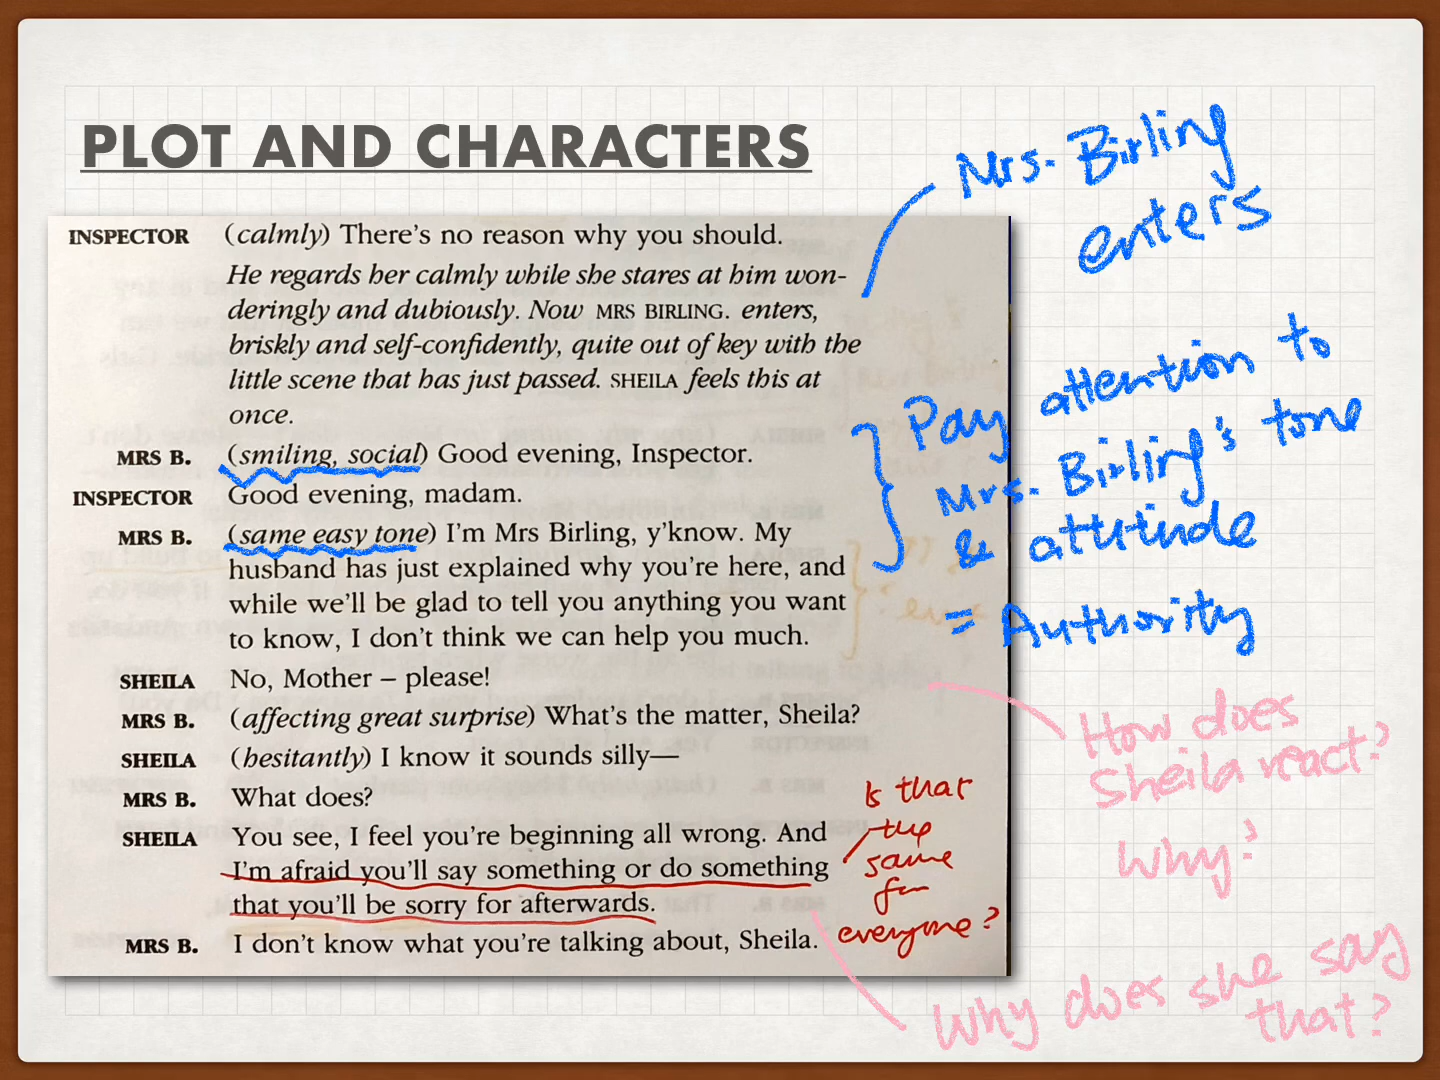 PLOT AND CHARACTERS
Mrs. Birling
enters
INSPECTOR (calmly) There's no reason why you should.
He regards her calmly while she stares at him won-
deringly and dubiously. Now MRS BIRLING. enters,
briskly and self-confidently, quite out of key with the
little scene that has just passed. SHEILA feels this at
once.
MRS B. (smiling, social) Good evening, Inspector.
INSPECTOR Good evening, madam.
MRS B. (same easy tone) I'm Mrs Birling, y'know. My
husband has just explained why you're here, and
while we'll be glad to tell you anything you want
to know, I don't think we can help you much.
SHEILA No, Mother – please!
MRS B. (affecting great surprise) What's the matter, Sheila?
SHEILA (hesitantly) I know it sounds silly—
MRS B. What does?
SHEILA You see, I feel you're beginning all wrong. And
I'm afraid you'll say something or do something
that you'll be sorry for afterwards.
MRS B. I don't know what you're talking about, Sheila.
Pay attention to
Mrs. Birling's tone
& attitude
= Authority
How does
Sheila react?
Why?
Is that
the
same
for
everyone?
Why does she say
that?